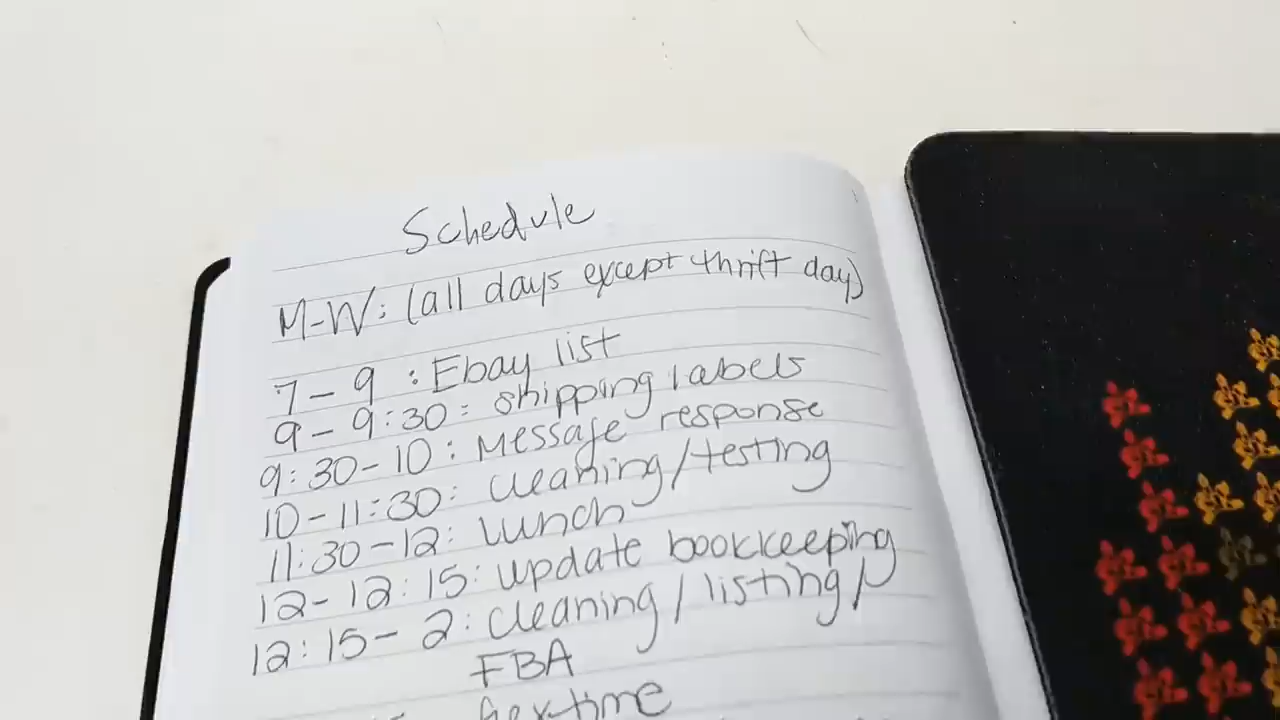 Schedule
M-W: (all days except thrift day)
7-9 : Ebay list
9-9:30: shipping labels
9:30-10: Message response
10-11:30: cleaning/testing
11:30-12: lunch
12-12:15: update bookkeeping
12:15-2: cleaning/listing/
FBA